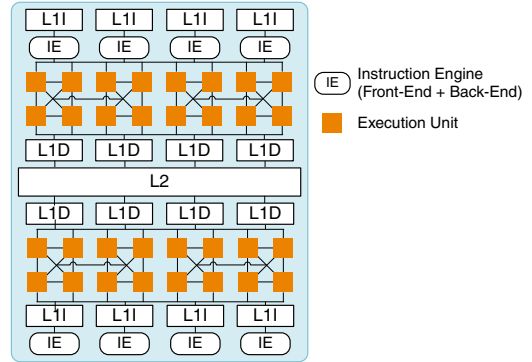 L1I L1I L1I L1I
IE IE IE IE
L1D L1D L1D L1D
L2
L1D L1D L1D L1D
L1I L1I L1I L1I
IE IE IE IE
IE Instruction Engine
(Front-End + Back-End)
Execution Unit